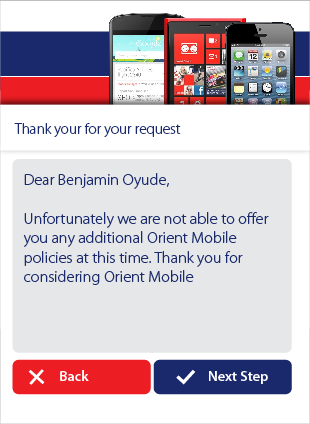 Thank your for your request
Dear Benjamin Oyude,
Unfortunately we are not able to offer
you any additional Orient Mobile
policies at this time. Thank you for
considering Orient Mobile
Back
Next Step